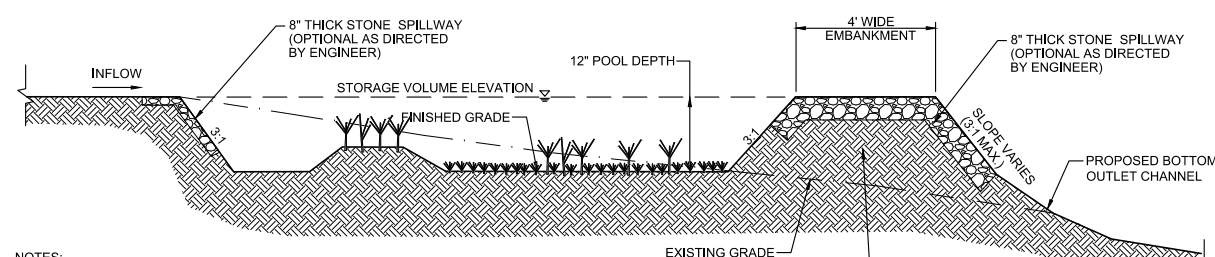 8" THICK STONE SPILLWAY
(OPTIONAL AS DIRECTED
BY ENGINEER)
4' WIDE
EMBANKMENT
8" THICK STONE SPILLWAY
(OPTIONAL AS DIRECTED
BY ENGINEER)
INFLOW
12" POOL DEPTH
STORAGE VOLUME ELEVATION
FINISHED GRADE
3:1
3:1
SLOPE VARIES
(3:1 MAX.)
PROPOSED BOTTOM
OUTLET CHANNEL
EXISTING GRADE
NOTES: